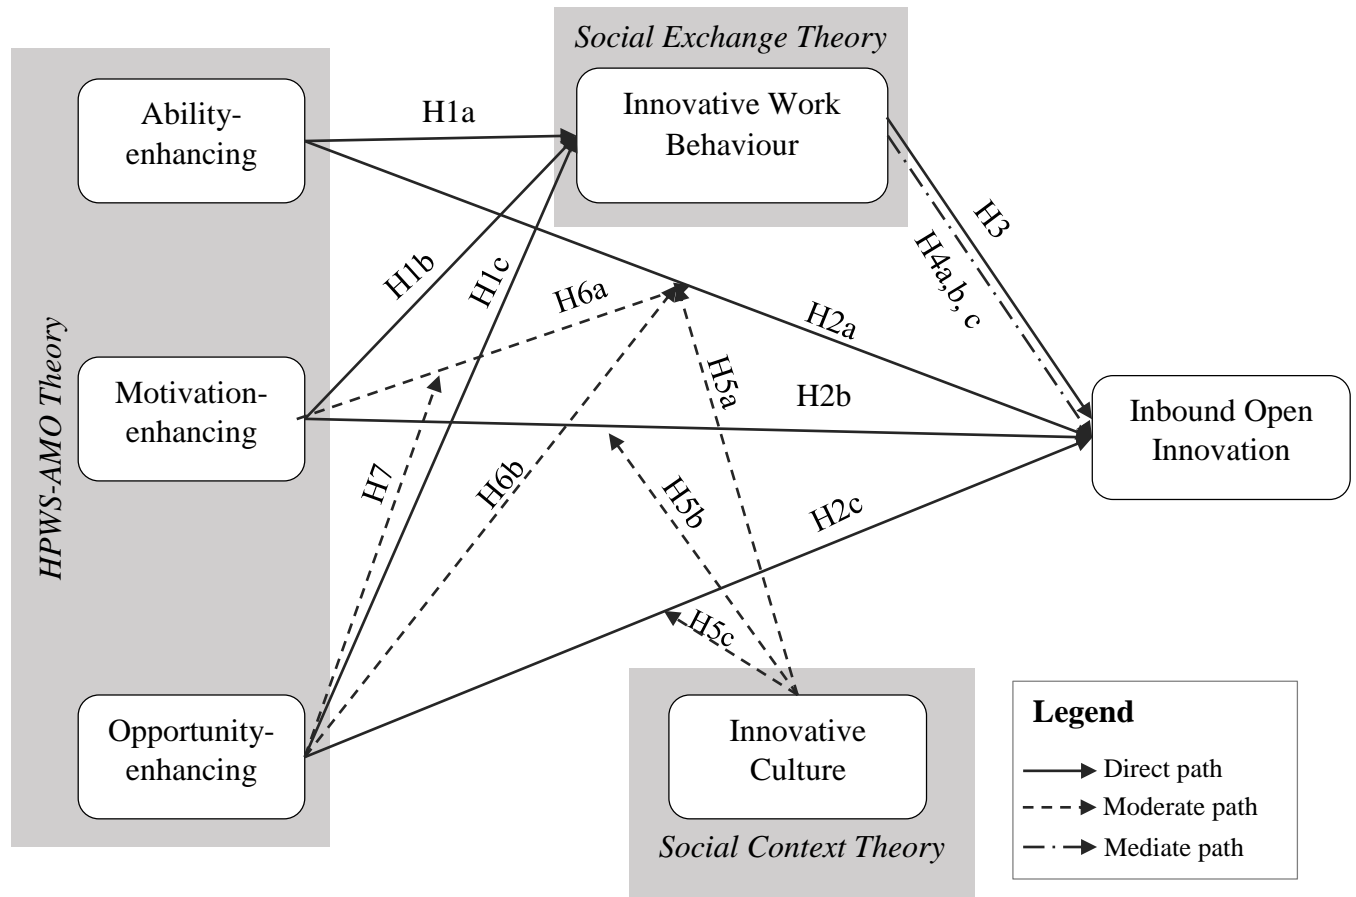 Social Exchange Theory
Ability-
enhancing
H1a
Innovative Work
Behaviour
H3
H4a,b, c
H1b
H1c
H6a
H2a
HPWS-AMO Theory
Motivation-
enhancing
H5a
H2b
Inbound Open
Innovation
H7
H6b
H5b
H2c
H5c
Opportunity-
enhancing
Innovative
Culture
Social Context Theory
Legend
Direct path
Moderate path
Mediate path